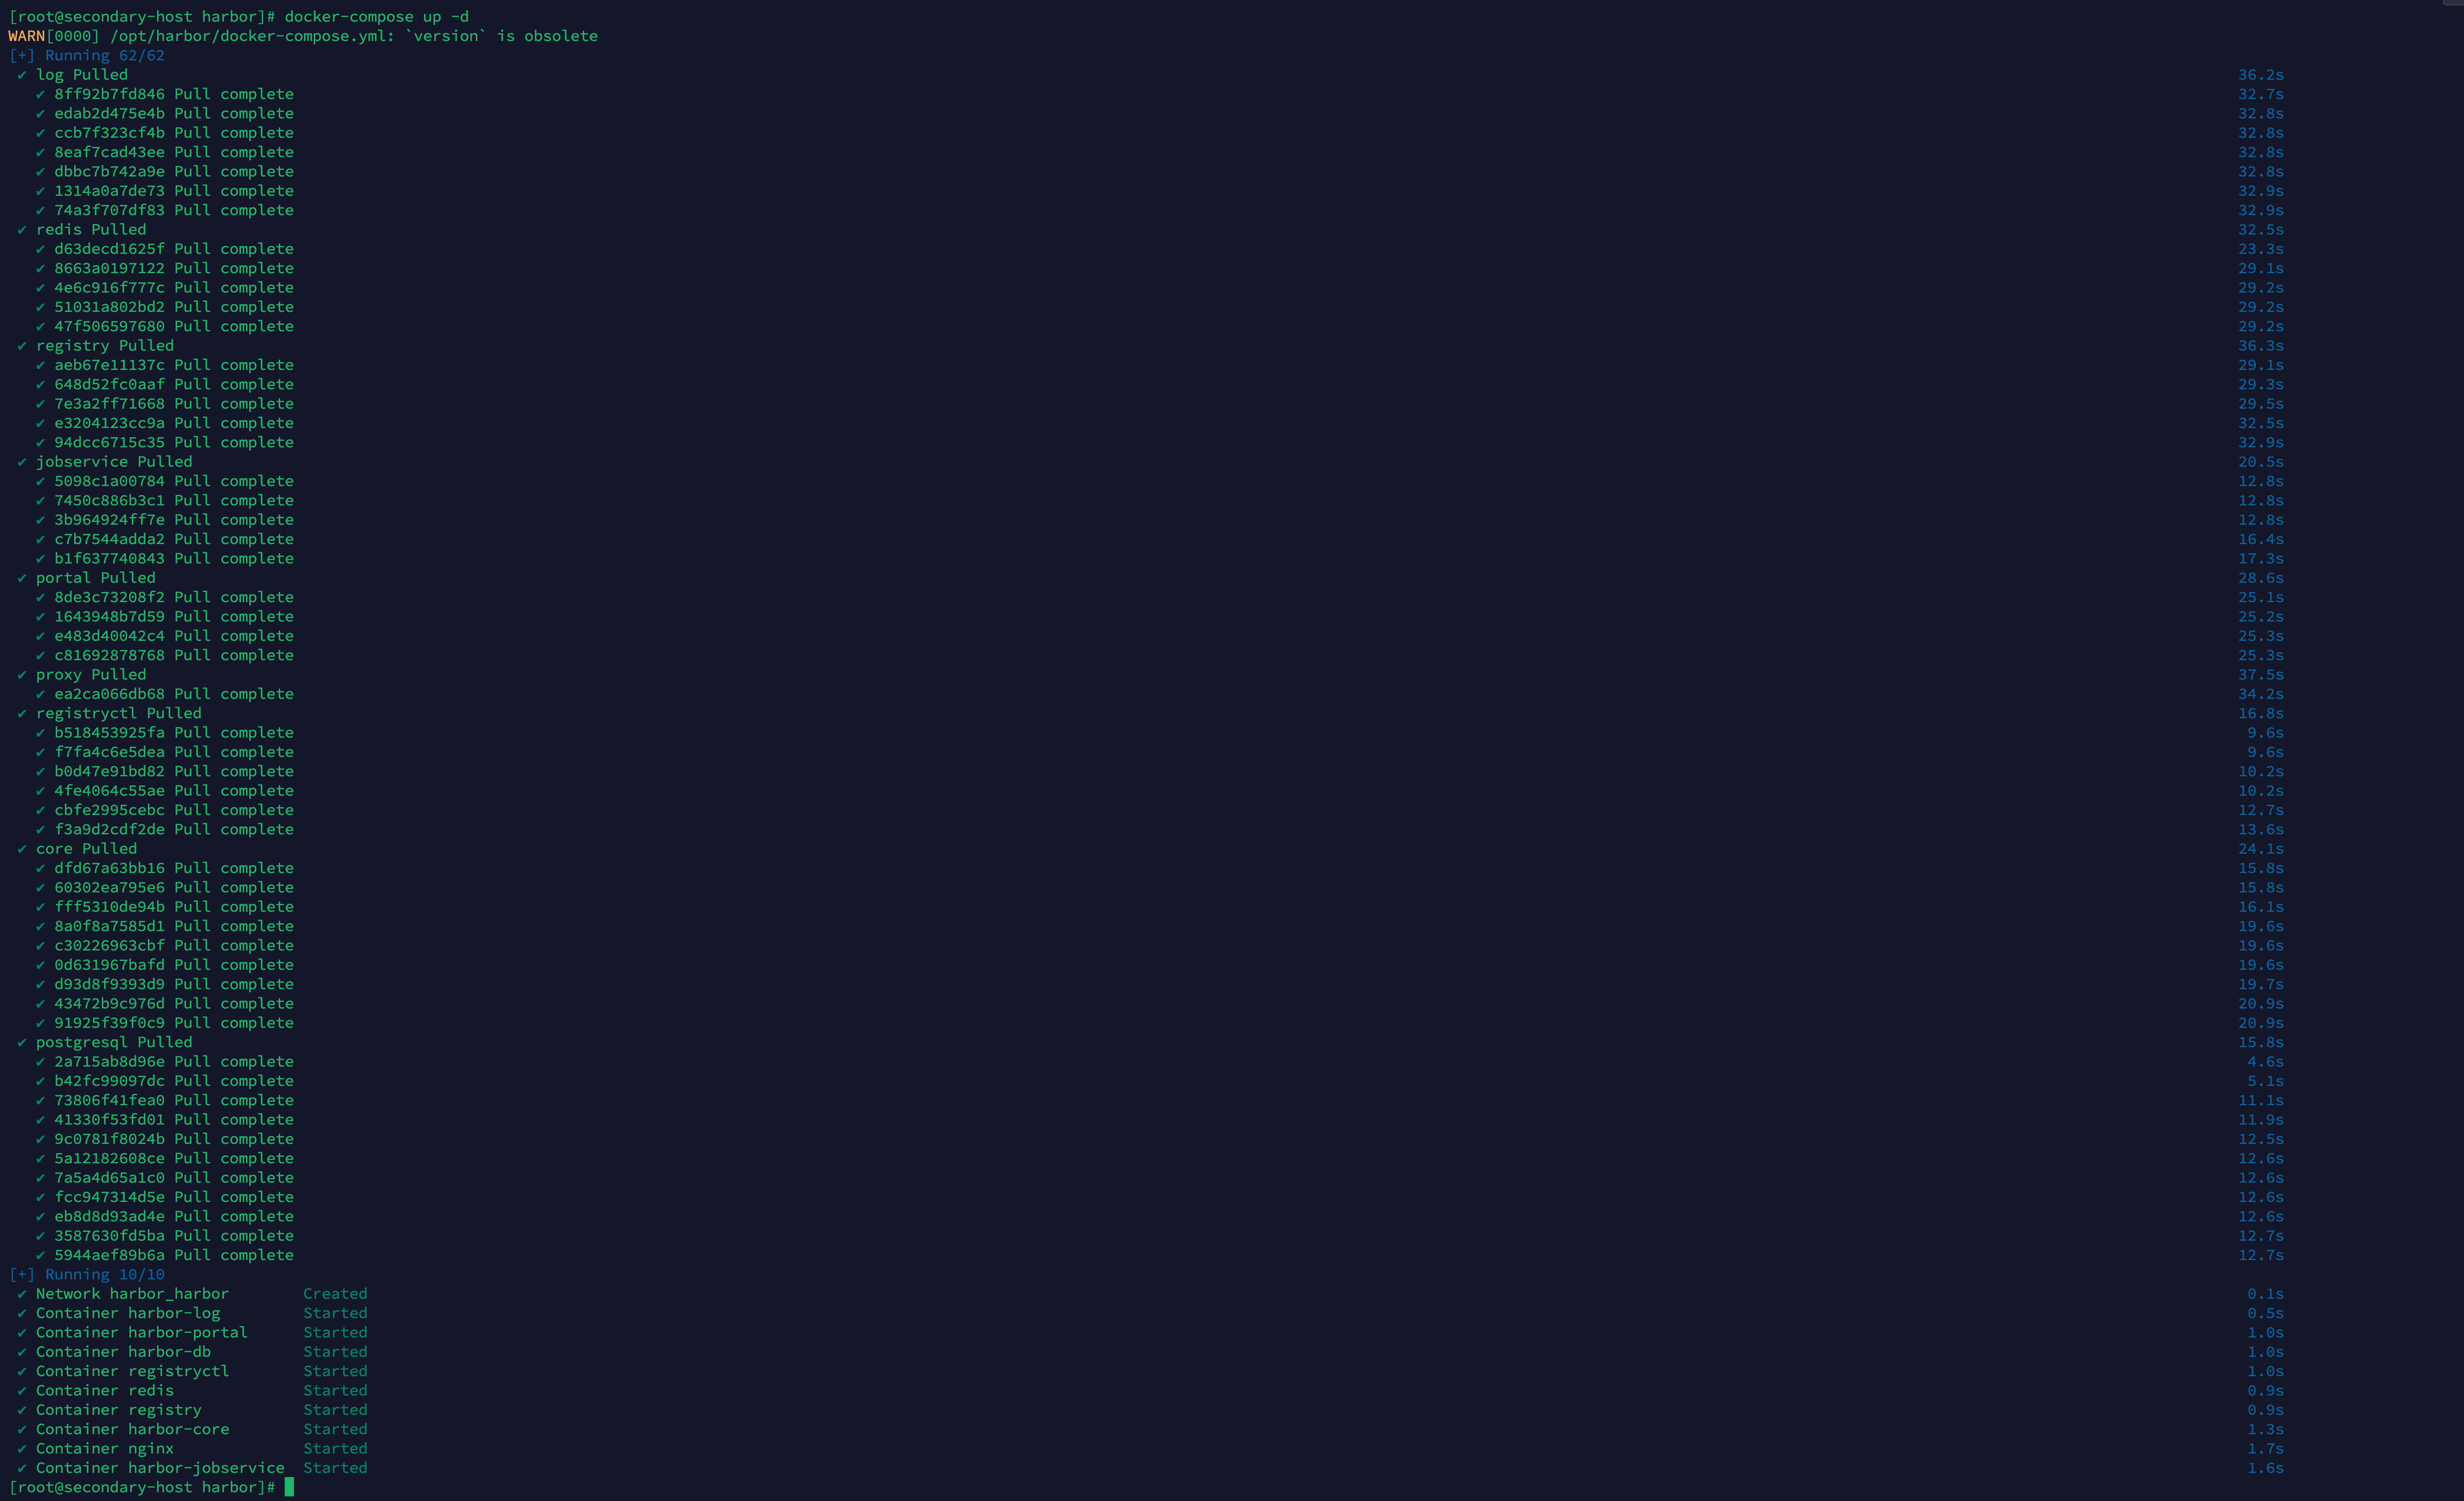 [root@secondary-host harbor]# docker-compose up -d
WARN[0000] /opt/harbor/docker-compose.yml: `version` is obsolete
[+] Running 62/62
✔ log Pulled 36.2s
✔ 8ff92b7fd846 Pull complete 32.7s
✔ edab2d475e4b Pull complete 32.8s
✔ ccb7f323cf4b Pull complete 32.8s
✔ 8eaf7cad43ee Pull complete 32.8s
✔ dbbc7b742a9e Pull complete 32.8s
✔ 1314a0a7de73 Pull complete 32.9s
✔ 74a3f707df83 Pull complete 32.9s
✔ redis Pulled 32.5s
✔ d63decd1625f Pull complete 23.3s
✔ 8663a0197122 Pull complete 29.1s
✔ 4e6c916f777c Pull complete 29.2s
✔ 51031a802bd2 Pull complete 29.2s
✔ 47f506597680 Pull complete 29.2s
✔ registry Pulled 36.3s
✔ aeb67e11137c Pull complete 29.1s
✔ 648d52fc0aaf Pull complete 29.3s
✔ 7e3a2ff71668 Pull complete 29.5s
✔ e3204123cc9a Pull complete 32.5s
✔ 94dcc6715c35 Pull complete 32.9s
✔ jobservice Pulled 20.5s
✔ 5098c1a00784 Pull complete 12.8s
✔ 7450c886b3c1 Pull complete 12.8s
✔ 3b964924ff7e Pull complete 12.8s
✔ c7b7544adda2 Pull complete 16.4s
✔ b1f637740843 Pull complete 17.3s
✔ portal Pulled 28.6s
✔ 8de3c73208f2 Pull complete 25.1s
✔ 1643948b7d59 Pull complete 25.2s
✔ e483d40042c4 Pull complete 25.3s
✔ c81692878768 Pull complete 25.3s
✔ proxy Pulled 37.5s
✔ ea2ca066db68 Pull complete 34.2s
✔ registryctl Pulled 16.8s
✔ b518453925fa Pull complete 9.6s
✔ f7fa4c6e5dea Pull complete 9.6s
✔ b0d47e91bd82 Pull complete 10.2s
✔ 4fe4064c55ae Pull complete 10.2s
✔ cbfe2995cebc Pull complete 12.7s
✔ f3a9d2cdf2de Pull complete 13.6s
✔ core Pulled 24.1s
✔ dfd67a63bb16 Pull complete 15.8s
✔ 60302ea795e6 Pull complete 15.8s
✔ fff5310de94b Pull complete 16.1s
✔ 8a0f8a7585d1 Pull complete 19.6s
✔ c30226963cbf Pull complete 19.6s
✔ 0d631967bafd Pull complete 19.6s
✔ d93d8f9393d9 Pull complete 19.7s
✔ 43472b9c976d Pull complete 20.9s
✔ 91925f39f0c9 Pull complete 20.9s
✔ postgresql Pulled 15.8s
✔ 2a715ab8d96e Pull complete 4.6s
✔ b42fc99097dc Pull complete 5.1s
✔ 73806f41fea0 Pull complete 11.1s
✔ 41330f53fd01 Pull complete 11.9s
✔ 9c0781f8024b Pull complete 12.5s
✔ 5a12182608ce Pull complete 12.6s
✔ 7a5a4d65a1c0 Pull complete 12.6s
✔ fcc947314d5e Pull complete 12.6s
✔ eb8d8d93ad4e Pull complete 12.6s
✔ 3587630fd5ba Pull complete 12.7s
✔ 5944aef89b6a Pull complete 12.7s
[+] Running 10/10
✔ Network harbor_harbor Created 0.1s
✔ Container harbor-log Started 0.5s
✔ Container harbor-portal Started 1.0s
✔ Container harbor-db Started 1.0s
✔ Container registryctl Started 1.0s
✔ Container redis Started 0.9s
✔ Container registry Started 0.9s
✔ Container harbor-core Started 1.3s
✔ Container nginx Started 1.7s
✔ Container harbor-jobservice Started 1.6s
[root@secondary-host harbor]#